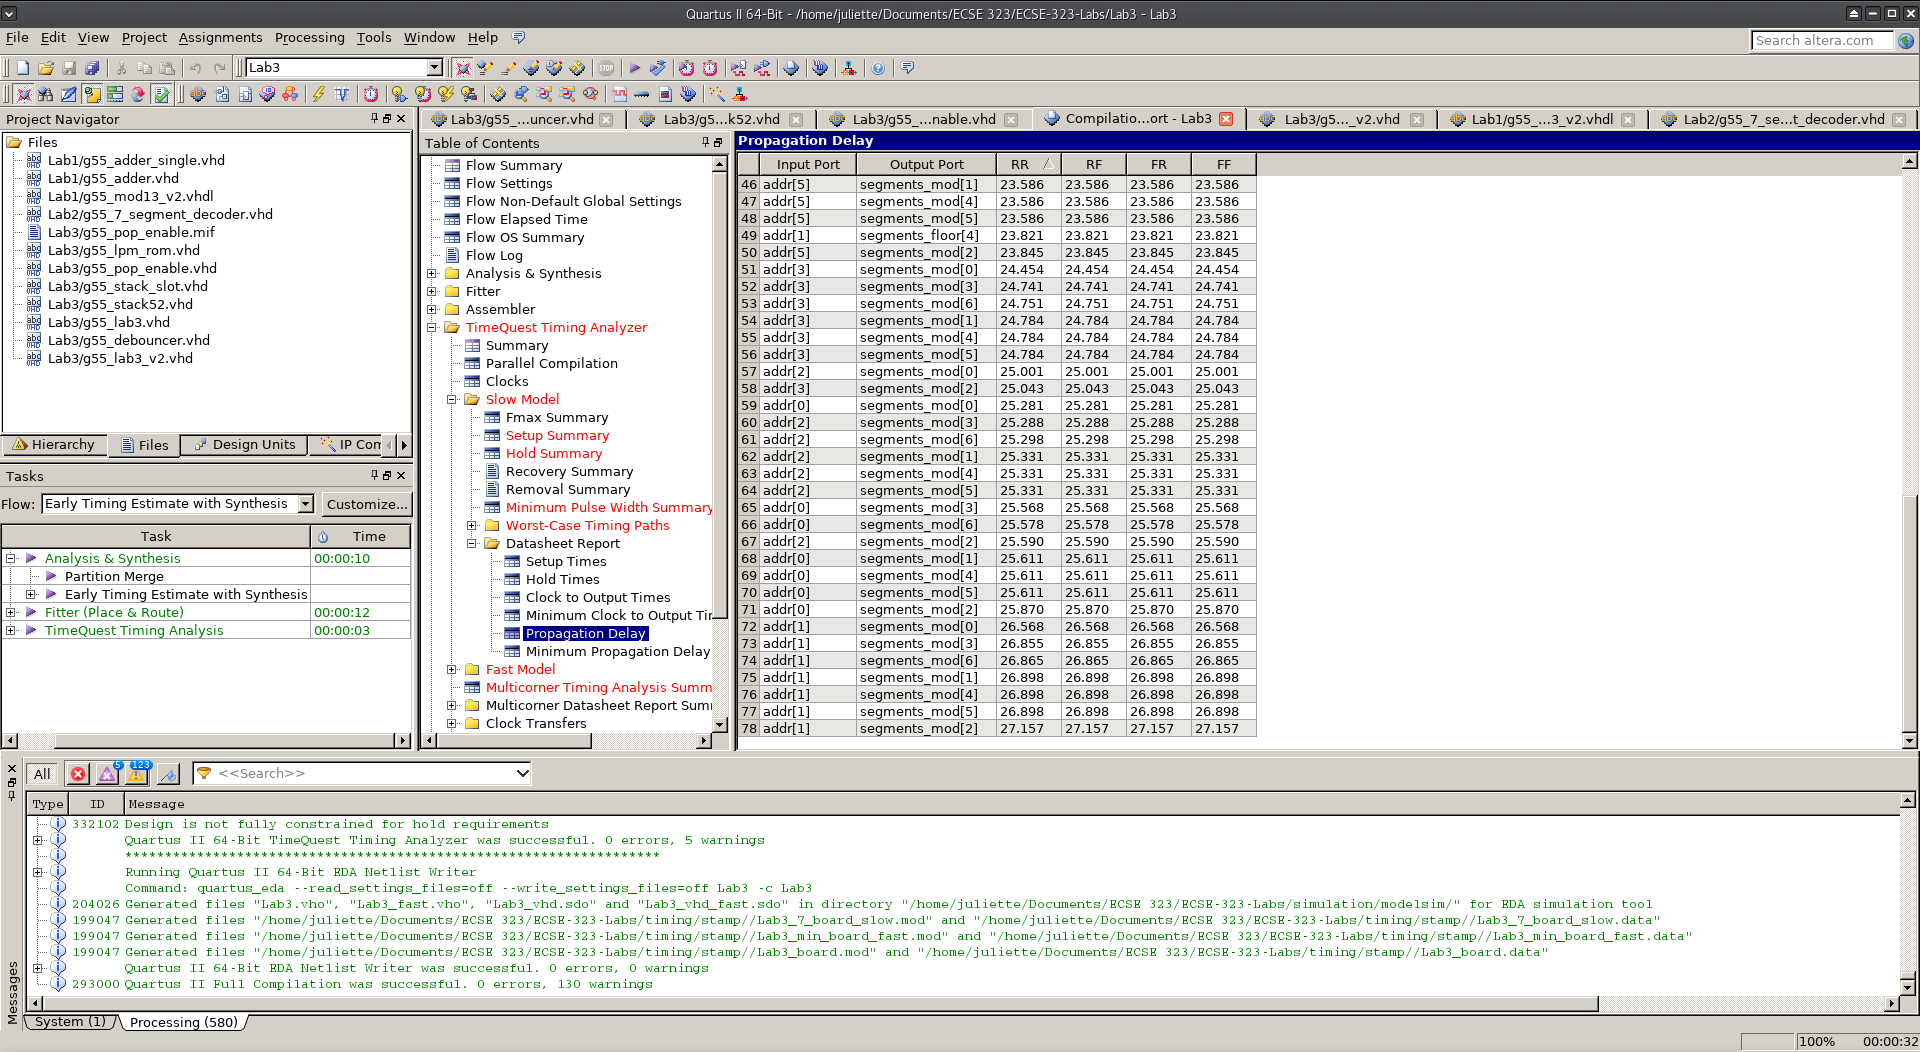 Quartus II 64-Bit - /home/juliette/Documents/ECSE 323/ECSE-323-Labs/Lab3 - Lab3
File Edit View Project Assignments Processing Tools Window Help
Search altera.com
Lab3
STOP
Project Navigator
Files
Lab1/g55_adder_single.vhd
Lab1/g55_adder.vhd
Lab1/g55_mod13_v2.vhdl
Lab2/g55_7_segment_decoder.vhd
Lab3/g55_pop_enable.mif
Lab3/g55_lpm_rom.vhd
Lab3/g55_pop_enable.vhd
Lab3/g55_stack_slot.vhd
Lab3/g55_stack52.vhd
Lab3/g55_lab3.vhd
Lab3/g55_debouncer.vhd
Lab3/g55_lab3_v2.vhd
Hierarchy Files Design Units IP Con
Tasks
Flow: Early Timing Estimate with Synthesis Customize...
Task Time
Analysis & Synthesis 00:00:10
Partition Merge
Early Timing Estimate with Synthesis
Fitter (Place & Route) 00:00:12
TimeQuest Timing Analysis 00:00:03
Lab3/g55_...uncer.vhd Lab3/g5...k52.vhd Lab3/g55_...nable.vhd Compilatio...ort - Lab3 Lab3/g5..._v2.vhd Lab1/g55_...3_v2.vhdl Lab2/g55_7_se...t_decoder.vhd
Table of Contents
Flow Summary
Flow Settings
Flow Non-Default Global Settings
Flow Elapsed Time
Flow OS Summary
Flow Log
Analysis & Synthesis
Fitter
Assembler
TimeQuest Timing Analyzer
Summary
Parallel Compilation
Clocks
Slow Model
Fmax Summary
Setup Summary
Hold Summary
Recovery Summary
Removal Summary
Minimum Pulse Width Summary
Worst-Case Timing Paths
Datasheet Report
Setup Times
Hold Times
Clock to Output Times
Minimum Clock to Output Tir
Propagation Delay
Minimum Propagation Delay
Fast Model
Multicorner Timing Analysis Summ
Multicorner Datasheet Report Sumr
Clock Transfers
Propagation Delay
Input Port Output Port RR RF FR FF
46 addr[5] segments_mod[1] 23.586 23.586 23.586 23.586
47 addr[5] segments_mod[4] 23.586 23.586 23.586 23.586
48 addr[5] segments_mod[5] 23.586 23.586 23.586 23.586
49 addr[1] segments_floor[4] 23.821 23.821 23.821 23.821
50 addr[5] segments_mod[2] 23.845 23.845 23.845 23.845
51 addr[3] segments_mod[0] 24.454 24.454 24.454 24.454
52 addr[3] segments_mod[3] 24.741 24.741 24.741 24.741
53 addr[3] segments_mod[6] 24.751 24.751 24.751 24.751
54 addr[3] segments_mod[1] 24.784 24.784 24.784 24.784
55 addr[3] segments_mod[4] 24.784 24.784 24.784 24.784
56 addr[3] segments_mod[5] 24.784 24.784 24.784 24.784
57 addr[2] segments_mod[0] 25.001 25.001 25.001 25.001
58 addr[3] segments_mod[2] 25.043 25.043 25.043 25.043
59 addr[0] segments_mod[0] 25.281 25.281 25.281 25.281
60 addr[2] segments_mod[3] 25.288 25.288 25.288 25.288
61 addr[2] segments_mod[6] 25.298 25.298 25.298 25.298
62 addr[2] segments_mod[1] 25.331 25.331 25.331 25.331
63 addr[2] segments_mod[4] 25.331 25.331 25.331 25.331
64 addr[2] segments_mod[5] 25.331 25.331 25.331 25.331
65 addr[0] segments_mod[3] 25.568 25.568 25.568 25.568
66 addr[0] segments_mod[6] 25.578 25.578 25.578 25.578
67 addr[2] segments_mod[2] 25.590 25.590 25.590 25.590
68 addr[0] segments_mod[1] 25.611 25.611 25.611 25.611
69 addr[0] segments_mod[4] 25.611 25.611 25.611 25.611
70 addr[0] segments_mod[5] 25.611 25.611 25.611 25.611
71 addr[0] segments_mod[2] 25.870 25.870 25.870 25.870
72 addr[1] segments_mod[0] 26.568 26.568 26.568 26.568
73 addr[1] segments_mod[3] 26.855 26.855 26.855 26.855
74 addr[1] segments_mod[6] 26.865 26.865 26.865 26.865
75 addr[1] segments_mod[1] 26.898 26.898 26.898 26.898
76 addr[1] segments_mod[4] 26.898 26.898 26.898 26.898
77 addr[1] segments_mod[5] 26.898 26.898 26.898 26.898
78 addr[1] segments_mod[2] 27.157 27.157 27.157 27.157
All 5 123 <<Search>>
Type ID Message
332102 Design is not fully constrained for hold requirements
Quartus II 64-Bit TimeQuest Timing Analyzer was successful. 0 errors, 5 warnings
*******************************************************************
Running Quartus II 64-Bit EDA Netlist Writer
Command: quartus_eda --read_settings_files=off --write_settings_files=off Lab3 -c Lab3
204026 Generated files "Lab3.vho", "Lab3_fast.vho", "Lab3_vhd.sdo" and "Lab3_vhd_fast.sdo" in directory "/home/juliette/Documents/ECSE 323/ECSE-323-Labs/simulation/modelsim/" for EDA simulation tool
199047 Generated files "/home/juliette/Documents/ECSE 323/ECSE-323-Labs/timing/stamp//Lab3_7_board_slow.mod" and "/home/juliette/Documents/ECSE 323/ECSE-323-Labs/timing/stamp//Lab3_7_board_slow.data"
199047 Generated files "/home/juliette/Documents/ECSE 323/ECSE-323-Labs/timing/stamp//Lab3_min_board_fast.mod" and "/home/juliette/Documents/ECSE 323/ECSE-323-Labs/timing/stamp//Lab3_min_board_fast.data"
199047 Generated files "/home/juliette/Documents/ECSE 323/ECSE-323-Labs/timing/stamp//Lab3_board.mod" and "/home/juliette/Documents/ECSE 323/ECSE-323-Labs/timing/stamp//Lab3_board.data"
Quartus II 64-Bit EDA Netlist Writer was successful. 0 errors, 0 warnings
293000 Quartus II Full Compilation was successful. 0 errors, 130 warnings
Messages
System (1) Processing (580)
100% 00:00:32